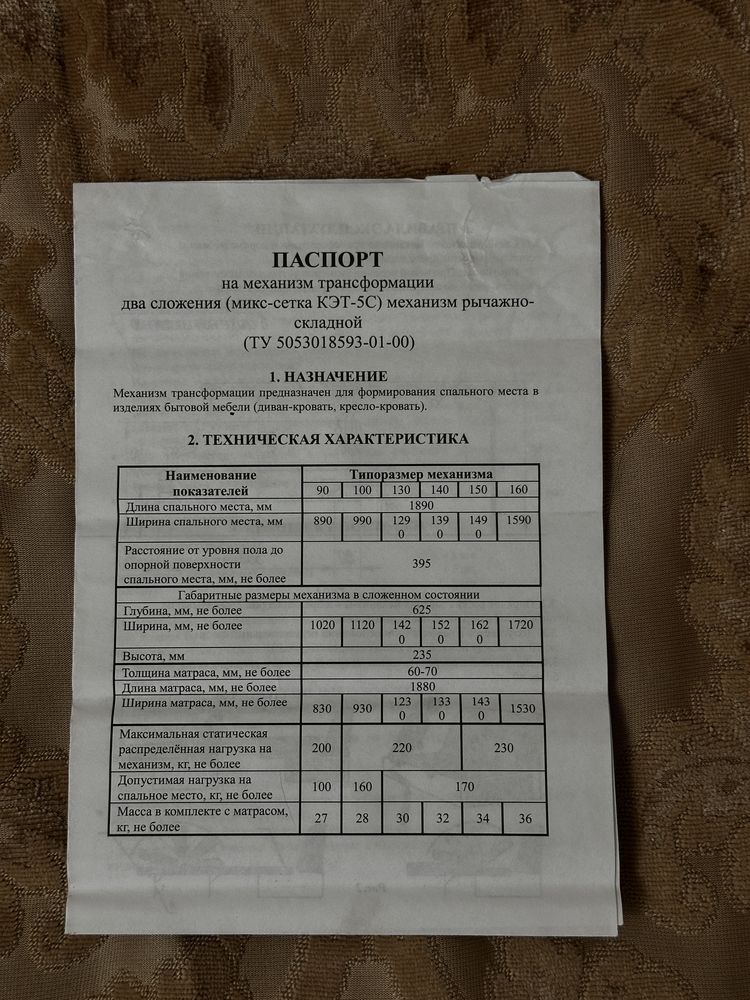 ПАСПОРТ
на механизм трансформации
два сложения (микс-сетка КЭТ-5С) механизм рычажно-
складной
(ТУ 5053018593-01-00)
1. НАЗНАЧЕНИЕ
Механизм трансформации предназначен для формирования спального места в
изделиях бытовой мебели (диван-кровать, кресло-кровать).
2. ТЕХНИЧЕСКАЯ ХАРАКТЕРИСТИКА
Наименование Типоразмер механизма
показателей 90 100 130 140 150 160
Длина спального места, мм 1890
Ширина спального места, мм 890 990 129 139 149 1590
0 0 0
Расстояние от уровня пола до
опорной поверхности 395
спального места, мм, не более
Габаритные размеры механизма в сложенном состоянии
Глубина, мм, не более 625
Ширина, мм, не более 1020 1120 142 152 162 1720
0 0 0
Высота, мм 235
Толщина матраса, мм, не более 60-70
Длина матраса, мм, не более 1880
Ширина матраса, мм, не более 830 930 123 133 143 1530
0 0 0
Максимальная статическая
распределённая нагрузка на 200 220 230
механизм, кг, не более
Допустимая нагрузка на 100 160 170
спальное место, кг, не более
Масса в комплекте с матрасом, 27 28 30 32 34 36
кг, не более